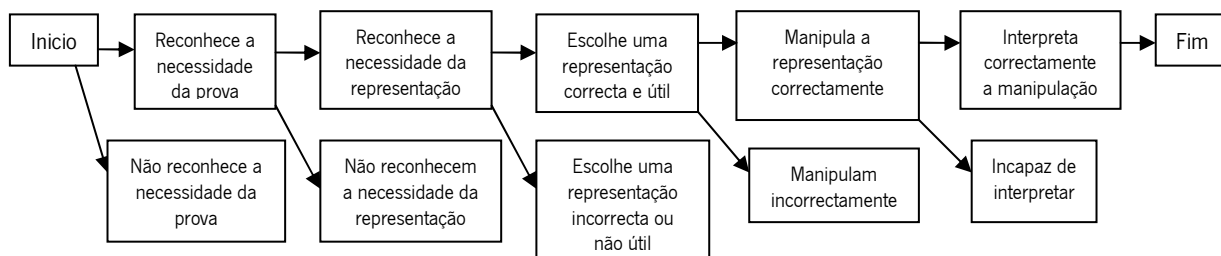 Inicio
Reconhece a
necessidade
da prova
Reconhece a
necessidade da
representação
Escolhe uma
representação
correcta e útil
Manipula a
representação
correctamente
Interpreta
correctamente
a manipulação
Fim
Não reconhece a
necessidade da
prova
Não reconhecem
a necessidade da
representação
Escolhe uma
representação
incorrecta ou
não útil
Manipulam
incorrectamente
Incapaz de
interpretar